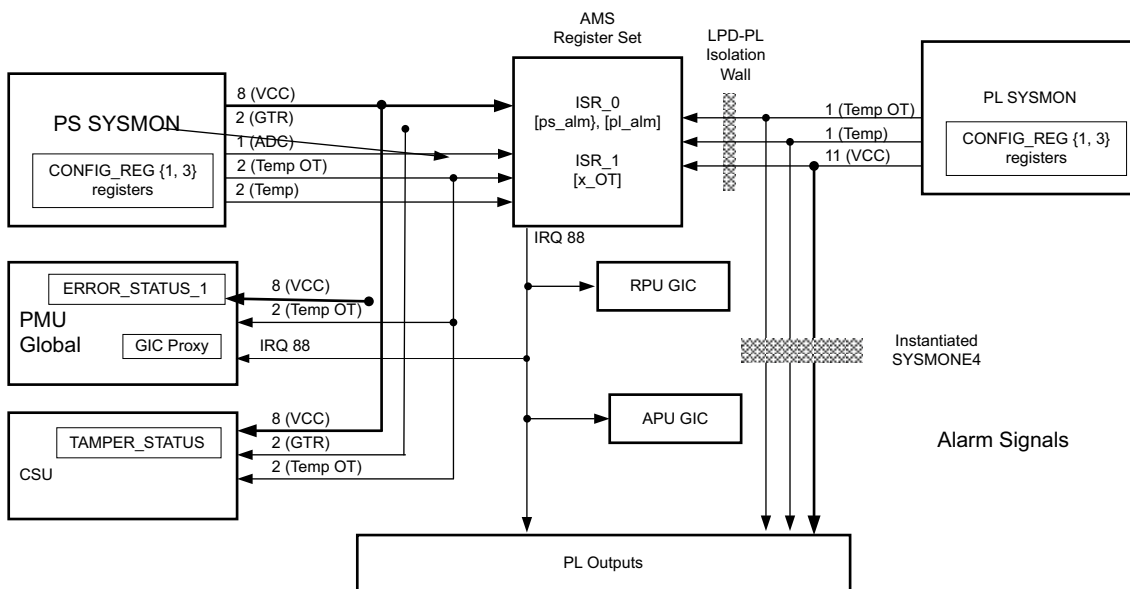 AMS
Register Set
LPD-PL
Isolation
Wall
PS SYSMON
CONFIG_REG {1, 3}
registers
8 (VCC)
2 (GTR)
1 (ADC)
2 (Temp OT)
2 (Temp)
ISR_0
[ps_alm}, [pl_alm]
ISR_1
[x_OT]
1 (Temp OT)
1 (Temp)
11 (VCC)
PL SYSMON
CONFIG_REG {1, 3}
registers
IRQ 88
PMU
Global
ERROR_STATUS_1
GIC Proxy
8 (VCC)
2 (Temp OT)
IRQ 88
RPU GIC
Instantiated
SYSMONE4
CSU
TAMPER_STATUS
8 (VCC)
2 (GTR)
2 (Temp OT)
APU GIC
Alarm Signals
PL Outputs